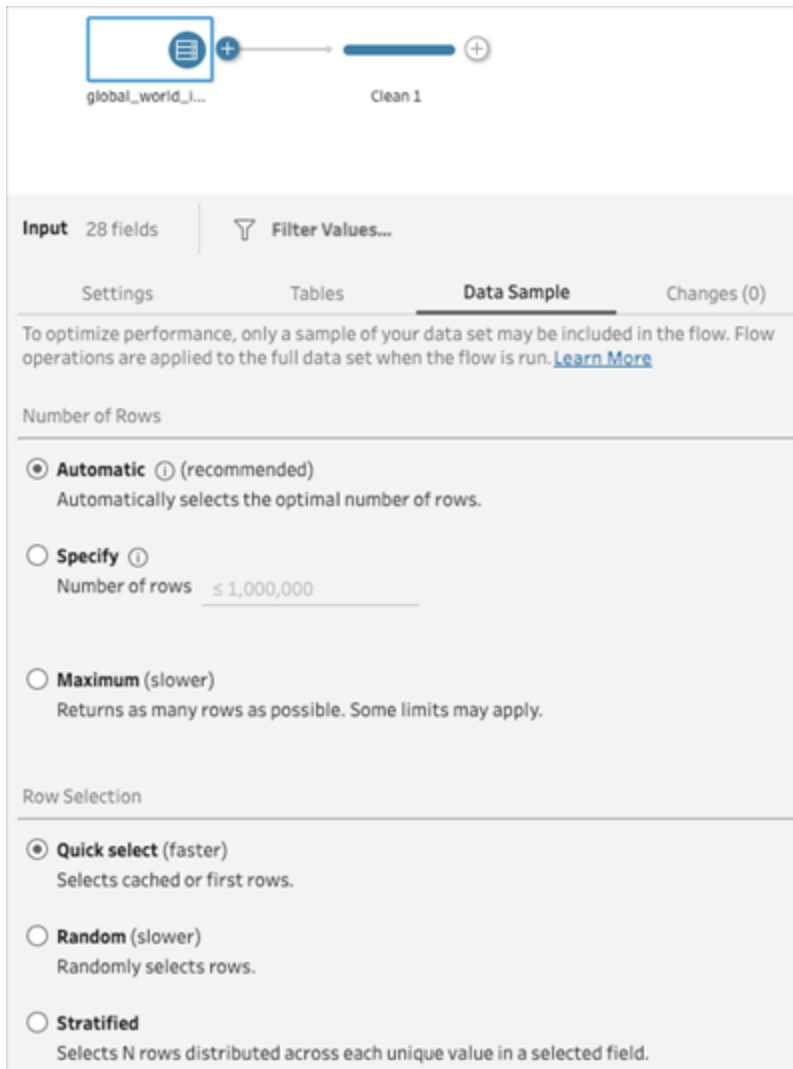 global_world_i...
Clean 1
Input 28 fields Filter Values...
Settings Tables Data Sample Changes (0)
To optimize performance, only a sample of your data set may be included in the flow. Flow
operations are applied to the full data set when the flow is run. Learn More
Number of Rows
Automatic (recommended)
Automatically selects the optimal number of rows.
Specify
Number of rows ≤ 1,000,000
Maximum (slower)
Returns as many rows as possible. Some limits may apply.
Row Selection
Quick select (faster)
Selects cached or first rows.
Random (slower)
Randomly selects rows.
Stratified
Selects N rows distributed across each unique value in a selected field.